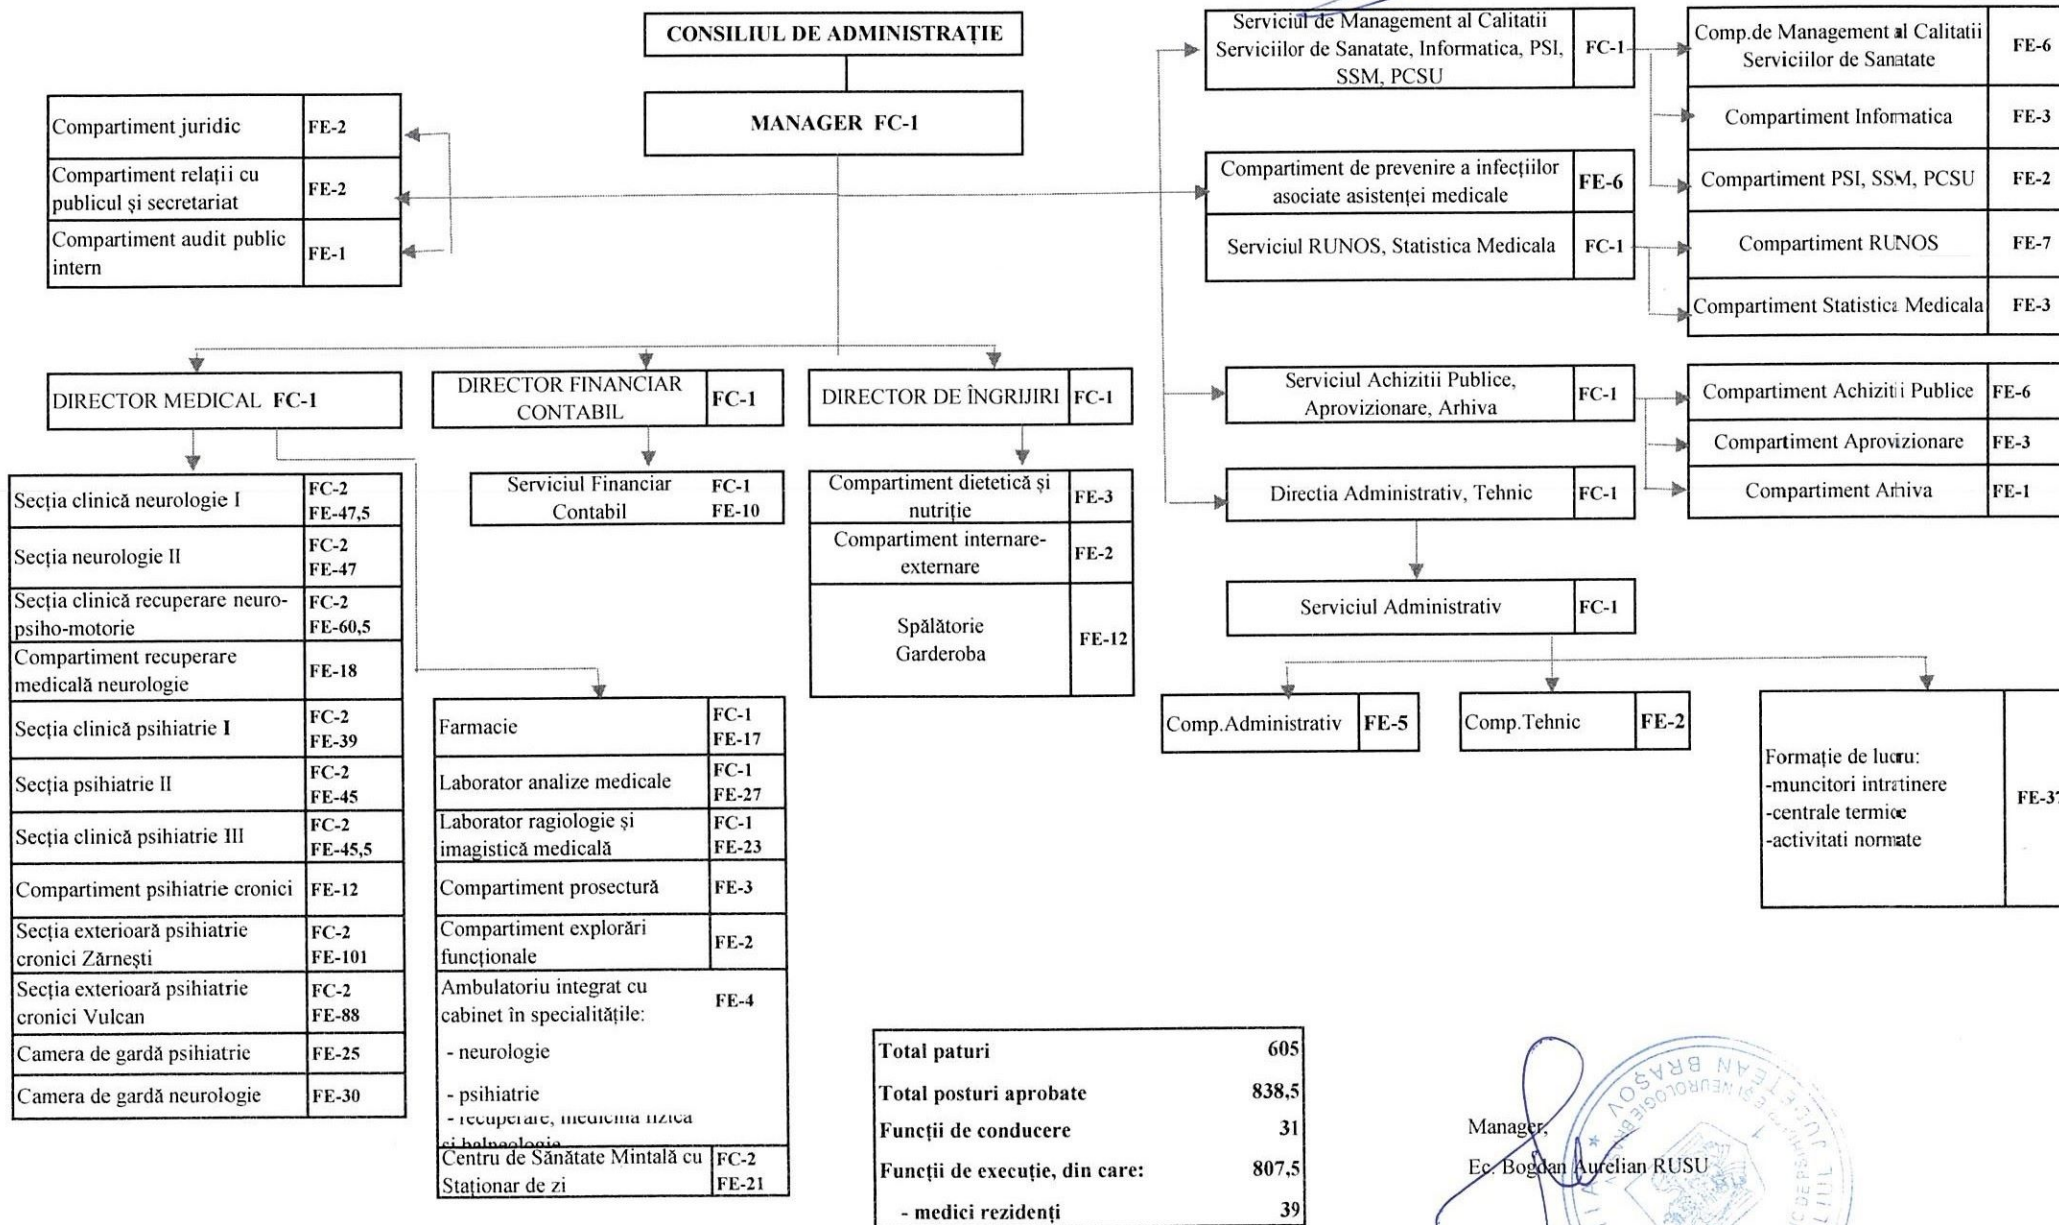 CONSILIUL DE ADMINISTRAȚIE
MANAGER FC-1
Compartiment juridic FE-2
Compartiment relații cu
publicul și secretariat FE-2
Compartiment audit public
intern FE-1
Serviciul de Management al Calitatii
Serviciilor de Sanatate, Informatica, PSI,
SSM, PCSU FC-1
Comp.de Management al Calitatii
Serviciilor de Sanatate FE-6
Compartiment Informatica FE-3
Compartiment PSI, SSM, PCSU FE-2
Compartiment de prevenire a infecțiilor
asociate asistenței medicale FE-6
Serviciul RUNOS, Statistica Medicala FC-1
Compartiment RUNOS FE-7
Compartiment Statistica Medicala FE-3
DIRECTOR MEDICAL FC-1
DIRECTOR FINANCIAR
CONTABIL FC-1
DIRECTOR DE ÎNGRIJIRI FC-1
Serviciul Achizitii Publice,
Aprovizionare, Arhiva FC-1
Compartiment Achizitii Publice FE-6
Compartiment Aprovizionare FE-3
Compartiment Arhiva FE-1
Directia Administrativ, Tehnic FC-1
Serviciul Administrativ FC-1
Comp.Administrativ FE-5
Comp.Tehnic FE-2
Formație de lucru:
-muncitori intratinere
-centrale termice
-activitati normate
FE-37
Secția clinică neurologie I FC-2
FE-47,5
Secția neurologie II FC-2
FE-47
Secția clinică recuperare neuro-
psiho-motorie FC-2
FE-60,5
Compartiment recuperare
medicală neurologie FE-18
Secția clinică psihiatrie I FC-2
FE-39
Secția psihiatrie II FC-2
FE-45
Secția clinică psihiatrie III FC-2
FE-45,5
Compartiment psihiatrie cronici FE-12
Secția exterioară psihiatrie
cronici Zărnești FC-2
FE-101
Secția exterioară psihiatrie
cronici Vulcan FC-2
FE-88
Camera de gardă psihiatrie FE-25
Camera de gardă neurologie FE-30
Serviciul Financiar
Contabil FC-1
FE-10
Compartiment dietetică și
nutriție FE-3
Compartiment internare-
externare FE-2
Spălătorie
Garderoba FE-12
Farmacie FC-1
FE-17
Laborator analize medicale FC-1
FE-27
Laborator ragiologie și
imagistică medicală FC-1
FE-23
Compartiment prosectură FE-3
Compartiment explorări
funcționale FE-2
Ambulatoriu integrat cu
cabinet în specialitățile: FE-4
- neurologie
- psihiatrie
- recuperare, medicina fizica
si balneologie
Centru de Sănătate Mintală cu
Staționar de zi FC-2
FE-21
Total paturi 605
Total posturi aprobate 838,5
Funcții de conducere 31
Funcții de execuție, din care: 807,5
- medici rezidenți 39
Manager,
Ec. Bogdan Aurelian RUSU